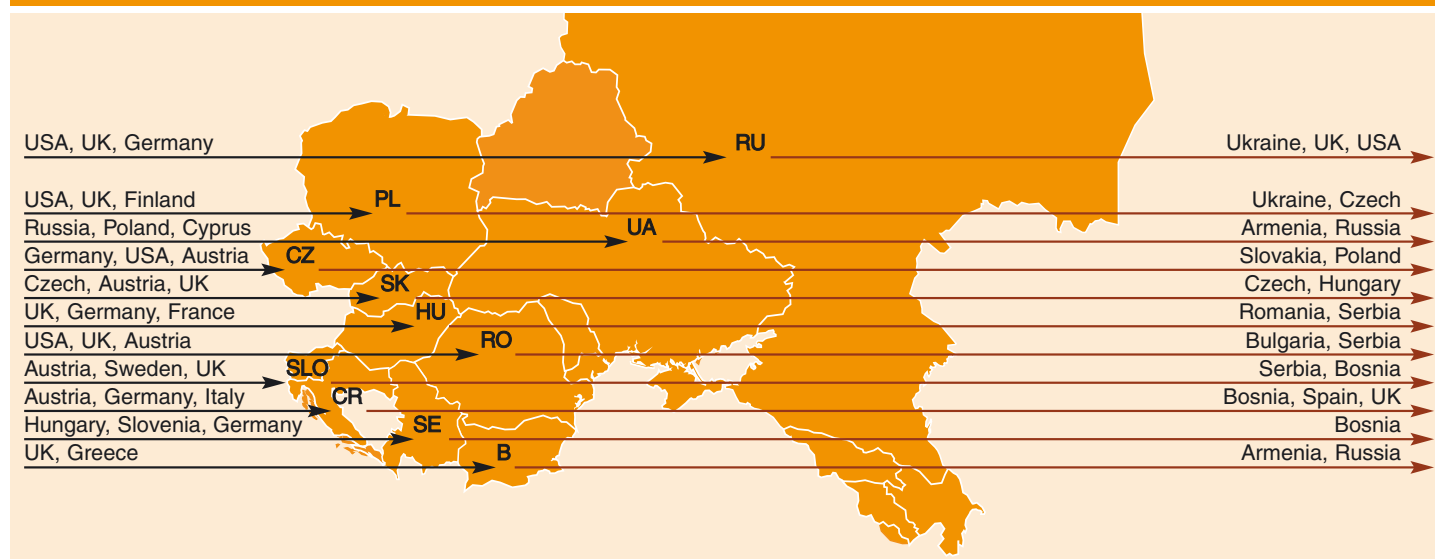 USA, UK, Germany RU Ukraine, UK, USA
USA, UK, Finland PL Ukraine, Czech
Russia, Poland, Cyprus UA Armenia, Russia
Germany, USA, Austria CZ Slovakia, Poland
Czech, Austria, UK SK Czech, Hungary
UK, Germany, France HU Romania, Serbia
USA, UK, Austria RO Bulgaria, Serbia
Austria, Sweden, UK SLO Serbia, Bosnia
Austria, Germany, Italy CR Bosnia, Spain, UK
Hungary, Slovenia, Germany SE Bosnia
UK, Greece B Armenia, Russia